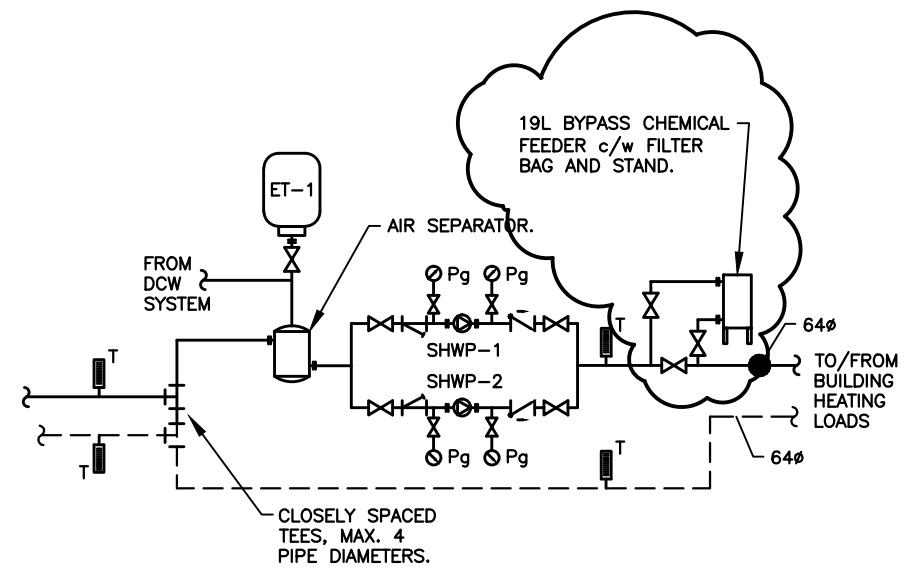 19L BYPASS CHEMICAL
FEEDER c/w FILTER
BAG AND STAND.
ET-1
AIR SEPARATOR.
FROM
DCW
SYSTEM
Pg
Pg
T
T
64ø
SHWP-1
SHWP-2
TO/FROM
BUILDING
HEATING
LOADS
Pg
Pg
T
T
64ø
CLOSELY SPACED
TEES, MAX. 4
PIPE DIAMETERS.